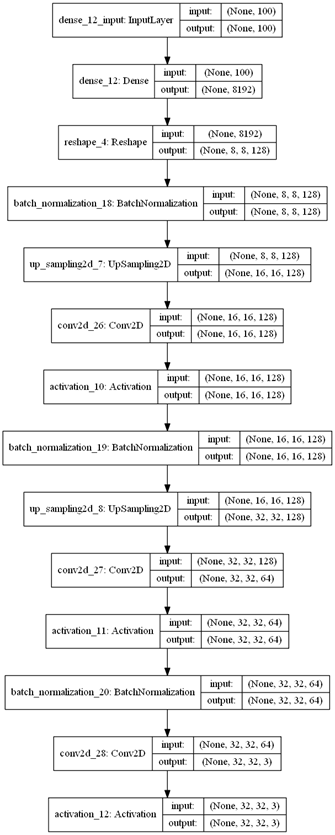 dense_12_input: InputLayer
input: (None, 100)
output: (None, 100)
dense_12: Dense
input: (None, 100)
output: (None, 8192)
reshape_4: Reshape
input: (None, 8192)
output: (None, 8, 8, 128)
batch_normalization_18: BatchNormalization
input: (None, 8, 8, 128)
output: (None, 8, 8, 128)
up_sampling2d_7: UpSampling2D
input: (None, 8, 8, 128)
output: (None, 16, 16, 128)
conv2d_26: Conv2D
input: (None, 16, 16, 128)
output: (None, 16, 16, 128)
activation_10: Activation
input: (None, 16, 16, 128)
output: (None, 16, 16, 128)
batch_normalization_19: BatchNormalization
input: (None, 16, 16, 128)
output: (None, 16, 16, 128)
up_sampling2d_8: UpSampling2D
input: (None, 16, 16, 128)
output: (None, 32, 32, 128)
conv2d_27: Conv2D
input: (None, 32, 32, 128)
output: (None, 32, 32, 64)
activation_11: Activation
input: (None, 32, 32, 64)
output: (None, 32, 32, 64)
batch_normalization_20: BatchNormalization
input: (None, 32, 32, 64)
output: (None, 32, 32, 64)
conv2d_28: Conv2D
input: (None, 32, 32, 64)
output: (None, 32, 32, 3)
activation_12: Activation
input: (None, 32, 32, 3)
output: (None, 32, 32, 3)